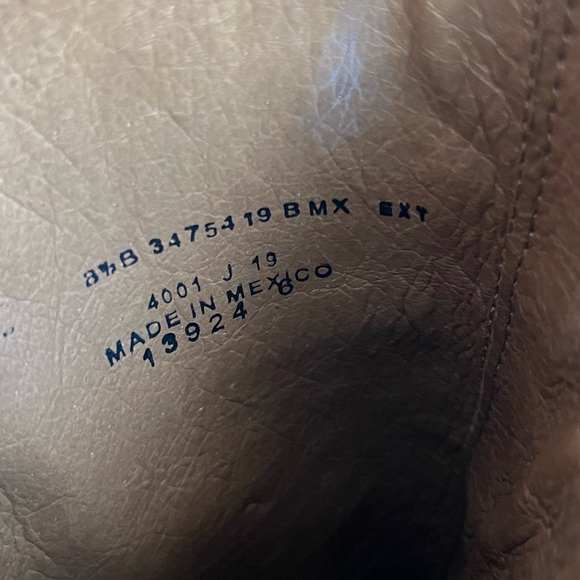 8½B 3475419 BMX EXT
4001 J 19
MADE IN MEXICO
13924 6